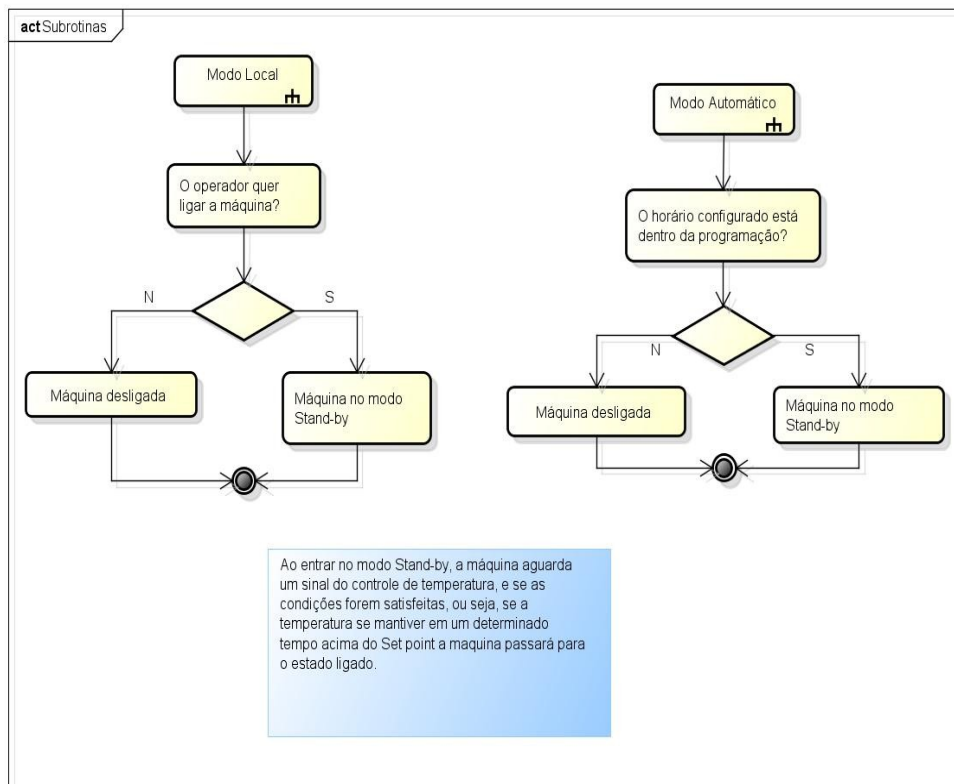 act Subrotinas
Modo Local
O operador quer
ligar a máquina?
N
S
Máquina desligada
Máquina no modo
Stand-by
Modo Automático
O horário configurado está
dentro da programação?
N
S
Máquina desligada
Máquina no modo
Stand-by
Ao entrar no modo Stand-by, a máquina aguarda
um sinal do controle de temperatura, e se as
condições forem satisfeitas, ou seja, se a
temperatura se mantiver em um determinado
tempo acima do Set point a maquina passará para
o estado ligado.